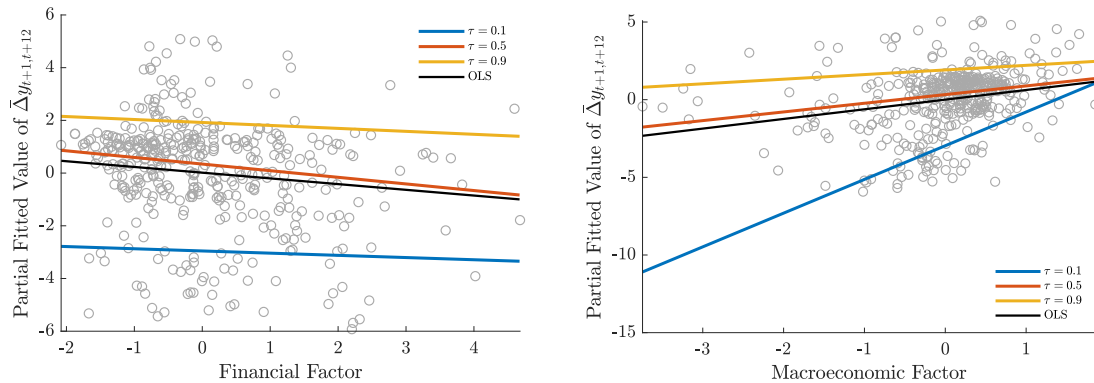 Partial Fitted Value of Δ̄y_{t+1,t+12}
6
4
2
0
-2
-4
-6
-2
-1
0
1
2
3
4
Financial Factor
τ = 0.1
τ = 0.5
τ = 0.9
OLS
Partial Fitted Value of Δ̄y_{t+1,t+12}
5
0
-5
-10
-15
-3
-2
-1
0
1
Macroeconomic Factor
τ = 0.1
τ = 0.5
τ = 0.9
OLS